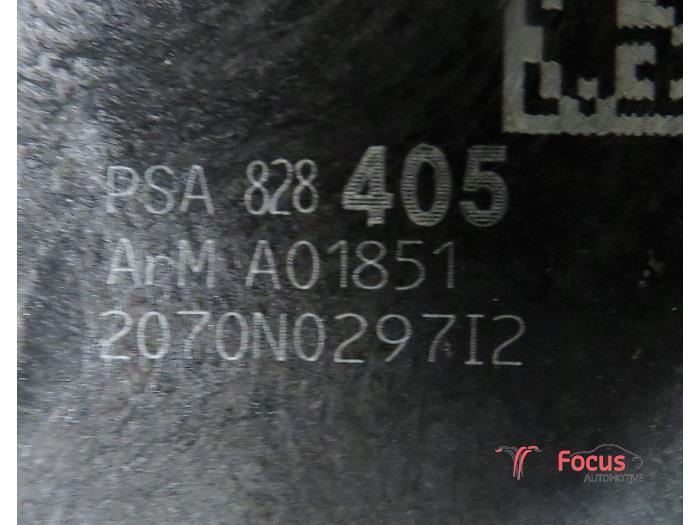 PSA 828 405
ArM A01851
2070N0297I2
Focus
AUTOMOTIVE